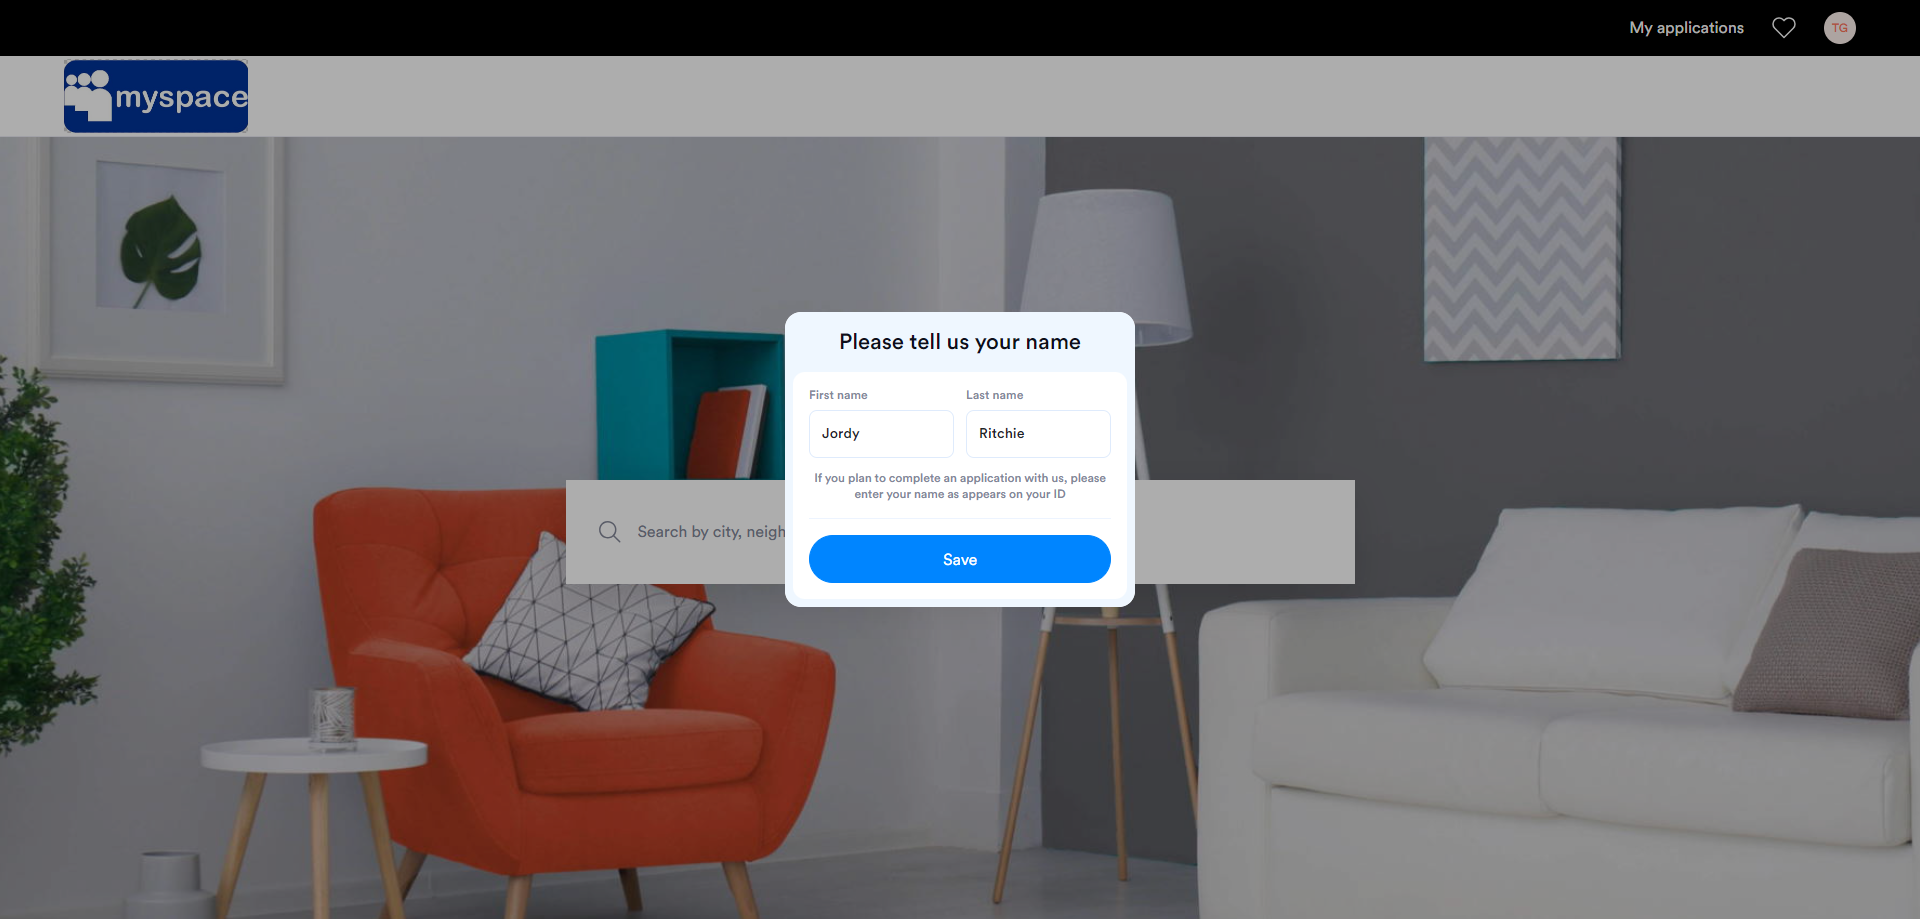 My applications
TG
myspace
Please tell us your name
First name
Last name
Jordy
Ritchie
If you plan to complete an application with us, please
enter your name as appears on your ID
Search by city, neigh
Save